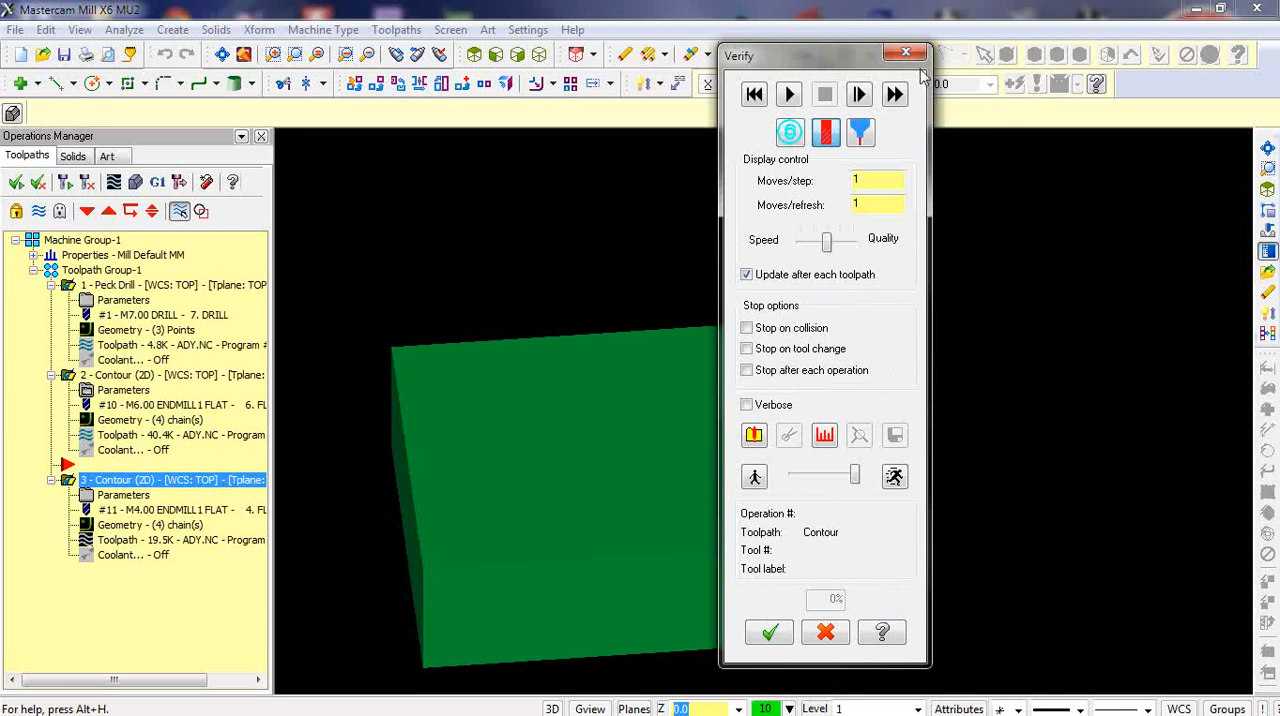 Mastercam Mill X6 MU2
File Edit View Analyze Create Solids Xform Machine Type Toolpaths Screen Art Settings Help
0.0
Operations Manager
Toolpaths Solids Art
G1
Machine Group-1
Properties - Mill Default MM
Toolpath Group-1
1 - Peck Drill - [WCS: TOP] - [Tplane: TOP
Parameters
#1 - M7.00 DRILL - 7. DRILL
Geometry - (3) Points
Toolpath - 4.8K - ADY.NC - Program #
Coolant... - Off
2 - Contour (2D) - [WCS: TOP] - [Tplane:
Parameters
#10 - M6.00 ENDMILL1 FLAT - 6. FL
Geometry - (4) chain(s)
Toolpath - 40.4K - ADY.NC - Program
Coolant... - Off
3 - Contour (2D) - [WCS: TOP] - [Tplane:
Parameters
#11 - M4.00 ENDMILL1 FLAT - 4. FL
Geometry - (4) chain(s)
Toolpath - 19.5K - ADY.NC - Program
Coolant... - Off
Verify
Display control
Moves/step: 1
Moves/refresh: 1
Speed Quality
Update after each toolpath
Stop options
Stop on collision
Stop on tool change
Stop after each operation
Verbose
Operation #:
Toolpath: Contour
Tool #:
Tool label:
0%
For help, press Alt+H.
3D Gview Planes Z 0.0 10 Level 1 Attributes WCS Groups